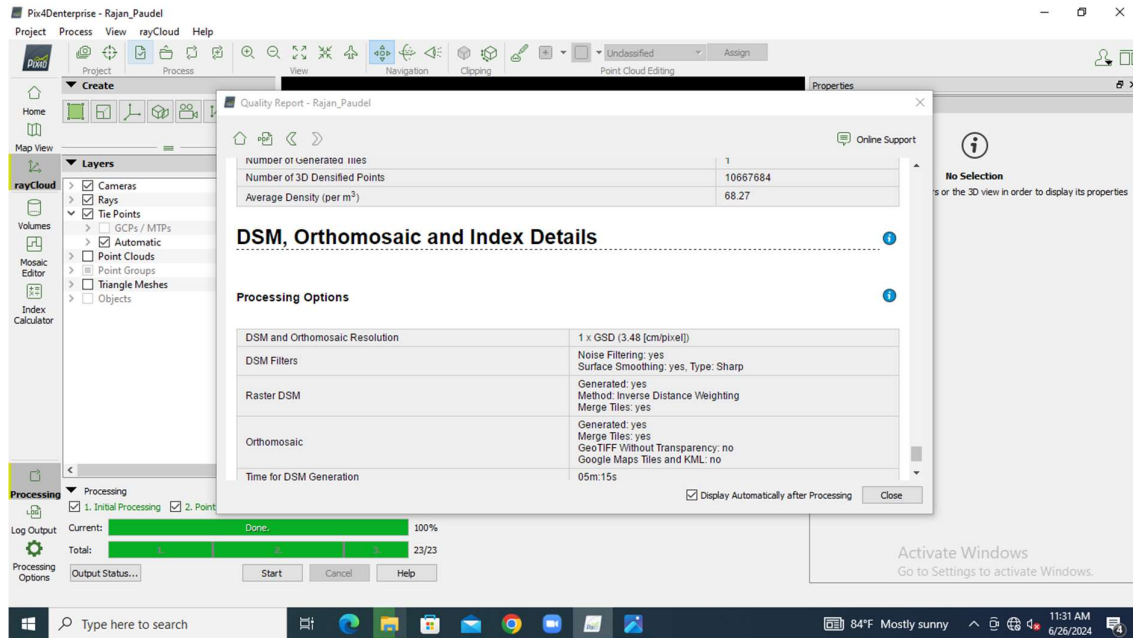 Pix4Denterprise - Rajan_Paudel
Project Process View rayCloud Help
PIX4D
Project
Process
View
Navigation
Clipping
Unclassified
Assign
Point Cloud Editing
Home
Map View
rayCloud
Volumes
Mosaic
Editor
Index
Calculator
Create
Layers
Cameras
Rays
Tie Points
GCPs / MTPs
Automatic
Point Clouds
Point Groups
Triangle Meshes
Objects
Properties
No Selection
rs or the 3D view in order to display its properties
Quality Report - Rajan_Paudel
PDF
Online Support
Number of Generated Tiles 1
Number of 3D Densified Points 10667684
Average Density (per m³) 68.27
DSM, Orthomosaic and Index Details
Processing Options
DSM and Orthomosaic Resolution 1 x GSD (3.48 [cm/pixel])
DSM Filters
Noise Filtering: yes
Surface Smoothing: yes, Type: Sharp
Raster DSM
Generated: yes
Method: Inverse Distance Weighting
Merge Tiles: yes
Orthomosaic
Generated: yes
Merge Tiles: yes
GeoTIFF Without Transparency: no
Google Maps Tiles and KML: no
Time for DSM Generation 05m:15s
Display Automatically after Processing Close
Processing
LOG
Log Output
Processing
Options
Processing
1. Initial Processing 2. Point
Current: Done. 100%
Total: 1. 2. 3. 23/23
Output Status... Start Cancel Help
Activate Windows
Go to Settings to activate Windows.
Type here to search
84°F Mostly sunny
11:31 AM
6/26/2024
4